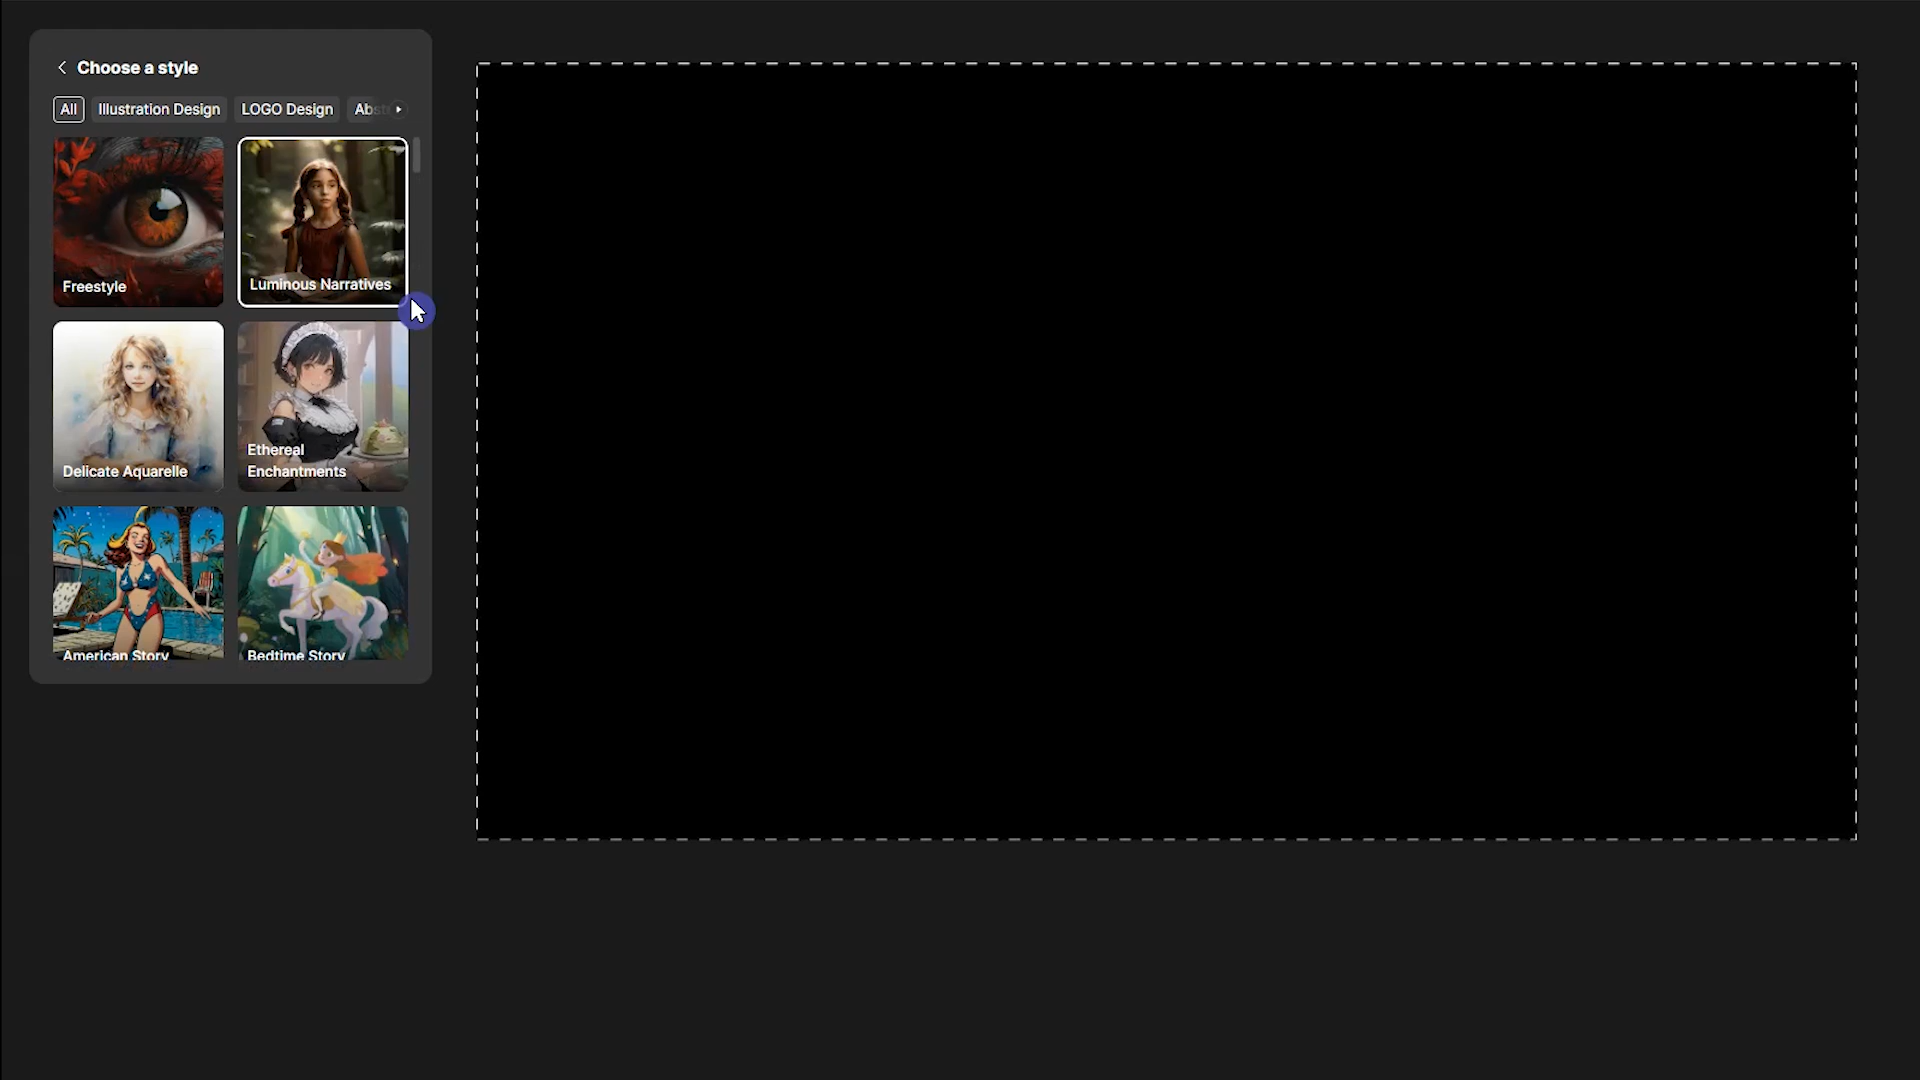 Choose a style
All
Illustration Design
LOGO Design
Freestyle
Luminous Narratives
Delicate Aquarelle
Ethereal
Enchantments
American Story
Bedtime Story